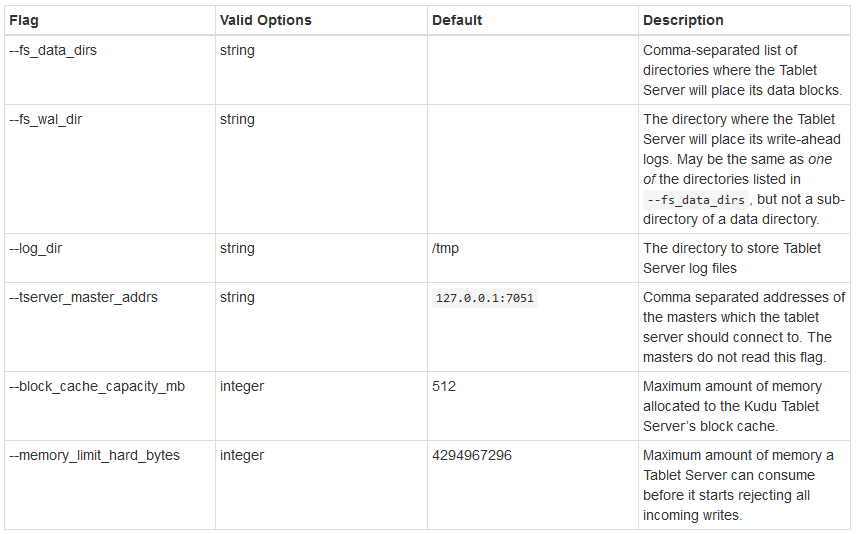 Flag Valid Options Default Description
--fs_data_dirs string Comma-separated list of
directories where the Tablet
Server will place its data blocks.
--fs_wal_dir string The directory where the Tablet
Server will place its write-ahead
logs. May be the same as one
of the directories listed in
--fs_data_dirs, but not a sub-
directory of a data directory.
--log_dir string /tmp The directory to store Tablet
Server log files
--tserver_master_addrs string 127.0.0.1:7051 Comma separated addresses of
the masters which the tablet
server should connect to. The
masters do not read this flag.
--block_cache_capacity_mb integer 512 Maximum amount of memory
allocated to the Kudu Tablet
Server’s block cache.
--memory_limit_hard_bytes integer 4294967296 Maximum amount of memory a
Tablet Server can consume
before it starts rejecting all
incoming writes.